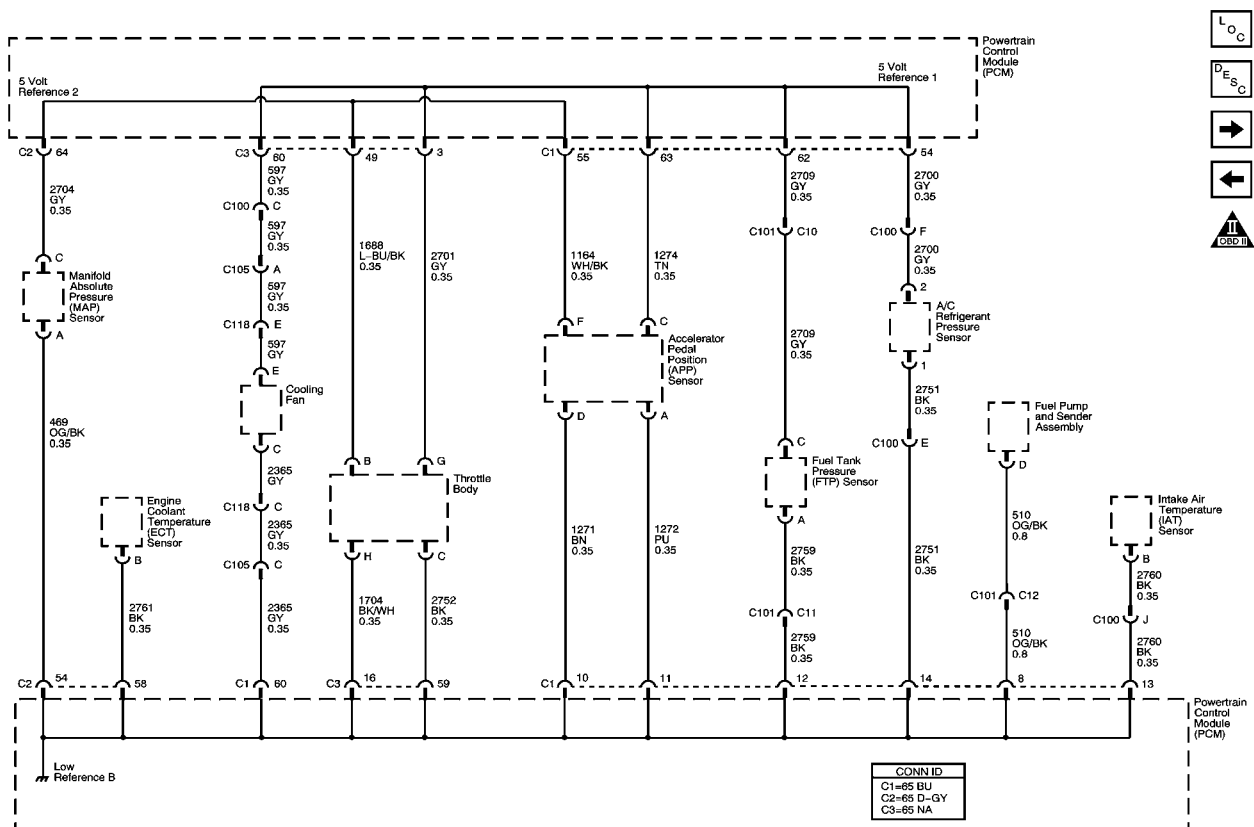 L O C
Powertrain
Control
Module
(PCM)
5 Volt
Reference 2
5 Volt
Reference 1
D E S C
II
OBD II
C2 64
C3 60
49
3
C1 55
63
62
54
2704
GY
0.35
597
GY
0.35
C100 C
597
GY
0.35
C105 A
597
GY
0.35
C118 E
597
GY
E
Cooling
Fan
C
2365
GY
C118 C
2365
GY
0.35
C105 C
2365
GY
0.35
C
Manifold
Absolute
Pressure
(MAP)
Sensor
A
469
OG/BK
0.35
Engine
Coolant
Temperature
(ECT)
Sensor
B
2761
BK
0.35
1688
L-BU/BK
0.35
2701
GY
0.35
B
G
Throttle
Body
H
C
1704
BK/WH
0.35
2752
BK
0.35
1164
WH/BK
0.35
1274
TN
0.35
F
C
Accelerator
Pedal
Position
(APP)
Sensor
D
A
1271
BN
0.35
1272
PU
0.35
2709
GY
0.35
C101 C10
2709
GY
0.35
C
Fuel Tank
Pressure
(FTP) Sensor
A
2759
BK
0.35
C101 C11
2759
BK
0.35
2700
GY
0.35
C100 F
2700
GY
0.35
2
A/C
Refrigerant
Pressure
Sensor
1
2751
BK
0.35
C100 E
2751
BK
0.35
Fuel Pump
and Sender
Assembly
D
510
OG/BK
0.8
C101 C12
510
OG/BK
0.8
Intake Air
Temperature
(IAT)
Sensor
B
2760
BK
0.35
C100 J
2760
BK
0.35
C2 54
58
C1 60
C3 16
59
C1 10
11
12
14
8
13
Powertrain
Control
Module
(PCM)
Low
Reference B
CONN ID
C1=65 BU
C2=65 D-GY
C3=65 NA